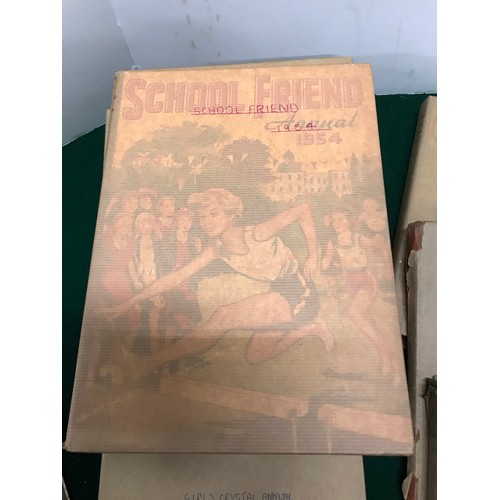 SCHOOL FRIEND
SCHOOL FRIEND
Annual
1954
1954
GIRLS CRYSTAL ANNUAL